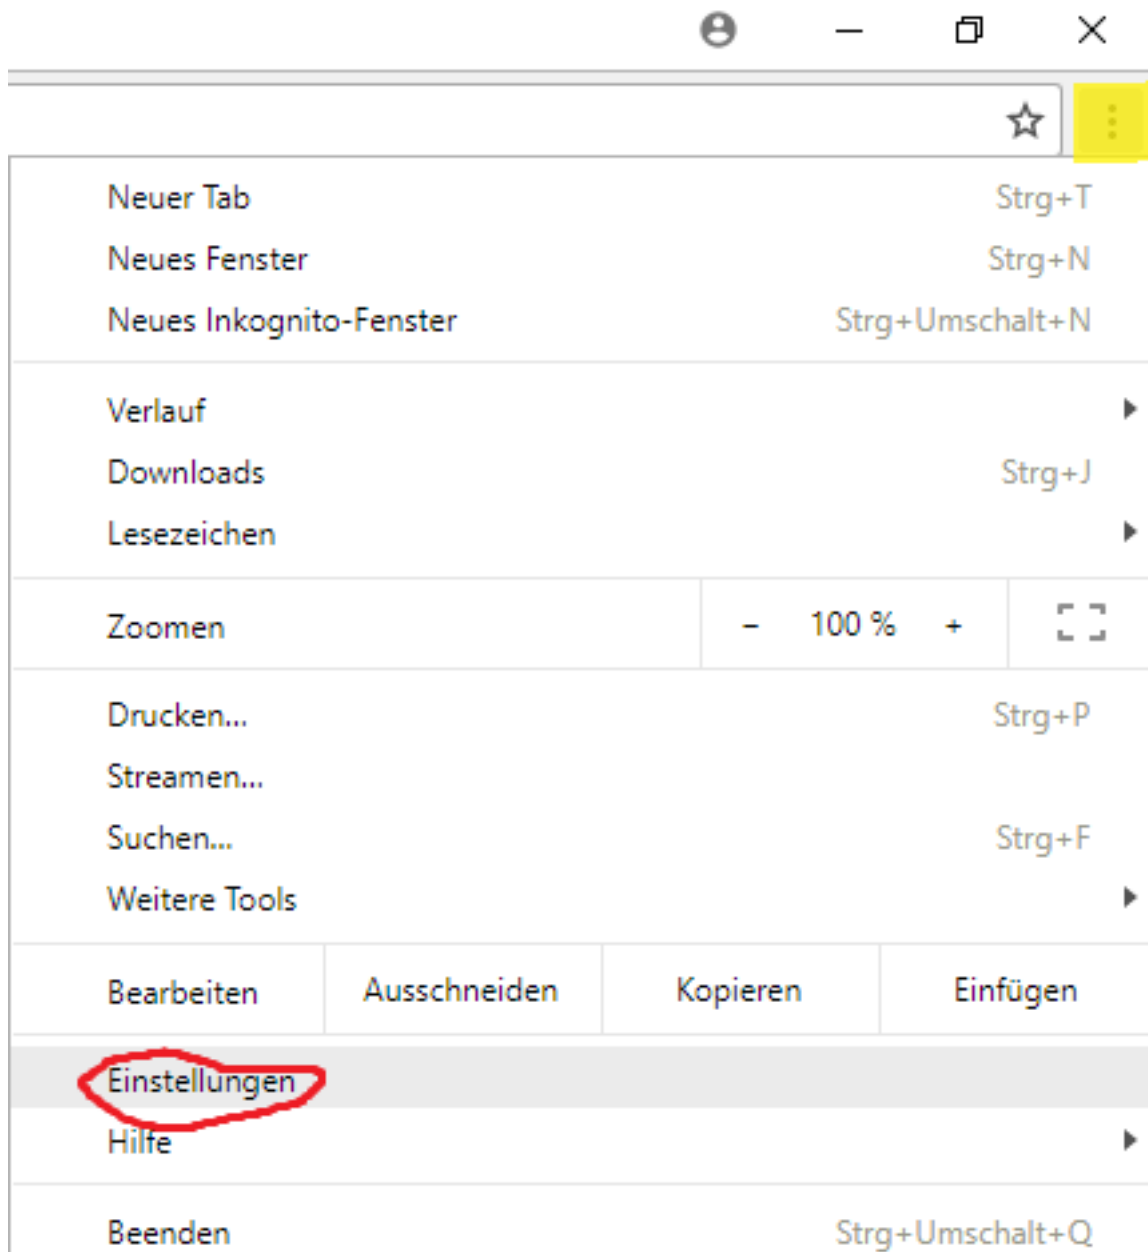 Neuer Tab Strg+T
Neues Fenster Strg+N
Neues Inkognito-Fenster Strg+Umschalt+N
Verlauf
Downloads Strg+J
Lesezeichen
Zoomen - 100 % +
Drucken... Strg+P
Streamen...
Suchen... Strg+F
Weitere Tools
Bearbeiten Ausschneiden Kopieren Einfügen
Einstellungen
Hilfe
Beenden Strg+Umschalt+Q